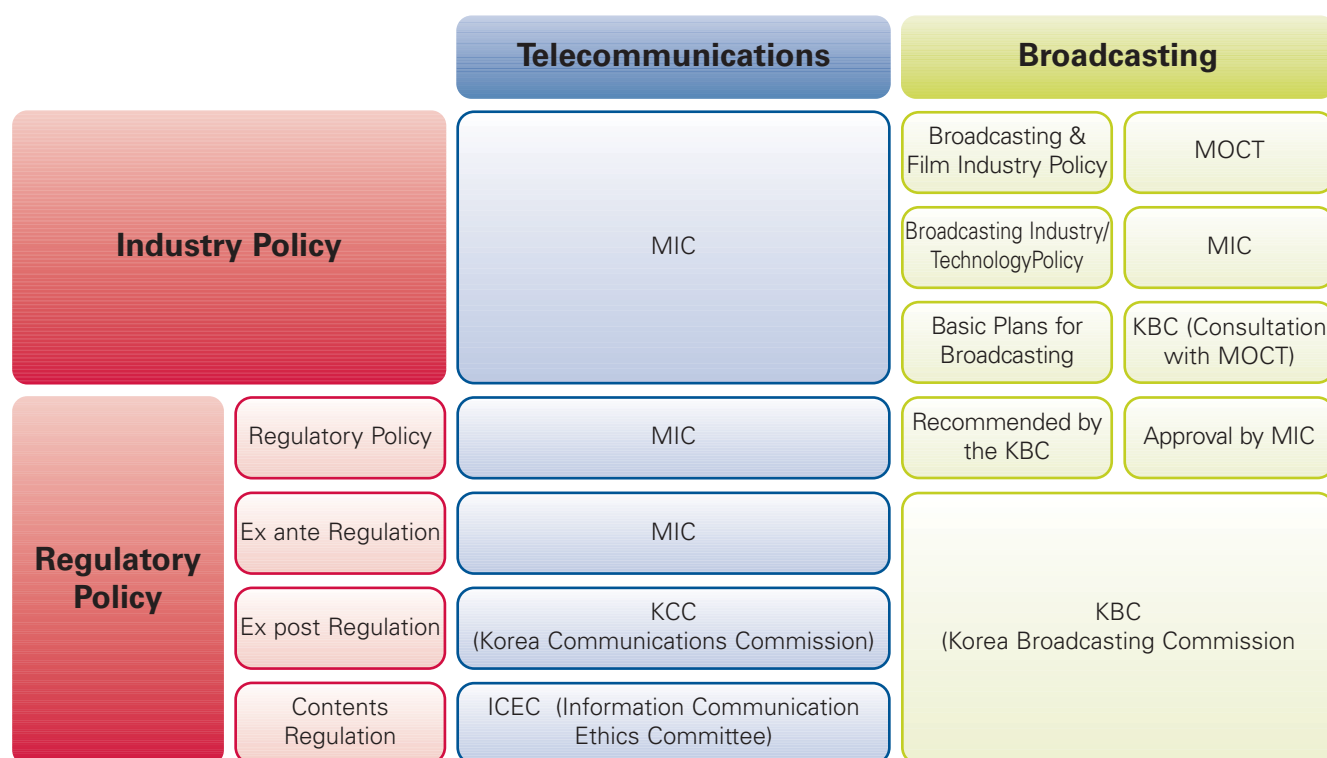 Telecommunications
Broadcasting
Industry Policy
MIC
Broadcasting &
Film Industry Policy
MOCT
Broadcasting Industry/
TechnologyPolicy
MIC
Basic Plans for
Broadcasting
KBC (Consultation
with MOCT)
Regulatory
Policy
Regulatory Policy
MIC
Recommended by
the KBC
Approval by MIC
Ex ante Regulation
MIC
Ex post Regulation
KCC
(Korea Communications Commission)
Contents
Regulation
ICEC (Information Communication
Ethics Committee)
KBC
(Korea Broadcasting Commission